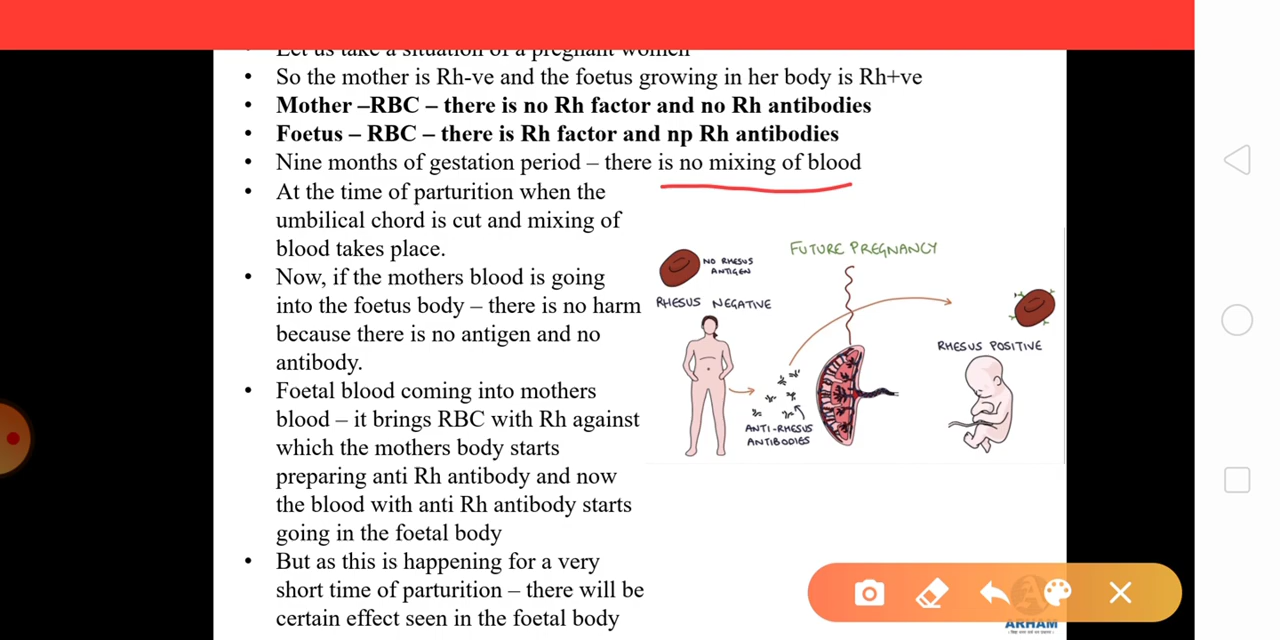 Let us take a situation of a pregnant women
• So the mother is Rh-ve and the foetus growing in her body is Rh+ve
• Mother –RBC – there is no Rh factor and no Rh antibodies
• Foetus – RBC – there is Rh factor and np Rh antibodies
• Nine months of gestation period – there is no mixing of blood
• At the time of parturition when the
umbilical chord is cut and mixing of
blood takes place.
• Now, if the mothers blood is going
into the foetus body – there is no harm
because there is no antigen and no
antibody.
• Foetal blood coming into mothers
blood – it brings RBC with Rh against
which the mothers body starts
preparing anti Rh antibody and now
the blood with anti Rh antibody starts
going in the foetal body
• But as this is happening for a very
short time of parturition – there will be
certain effect seen in the foetal body
FUTURE PREGNANCY
NO RHESUS
ANTIGEN
RHESUS NEGATIVE
RHESUS POSITIVE
ANTI-RHESUS
ANTIBODIES
ARHAM